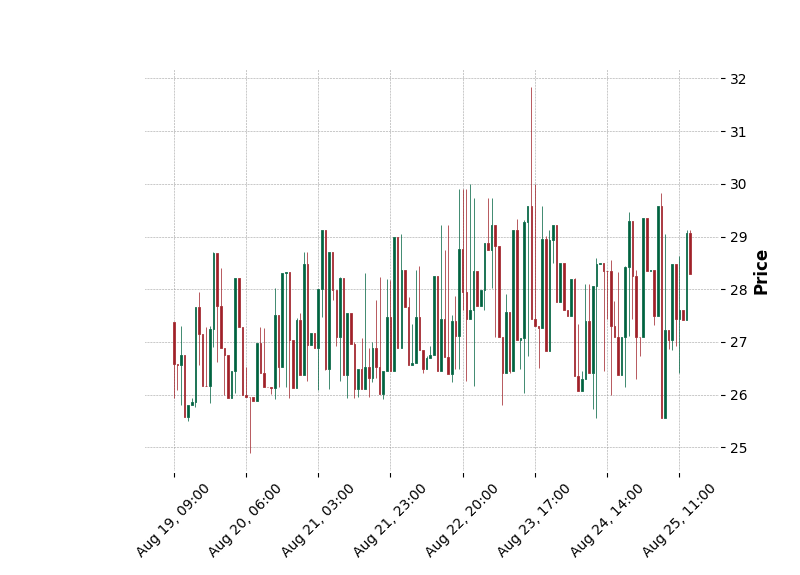 32
31
30
29
28
27
26
25
Price
Aug 19, 09:00
Aug 20, 06:00
Aug 21, 03:00
Aug 21, 23:00
Aug 22, 20:00
Aug 23, 17:00
Aug 24, 14:00
Aug 25, 11:00